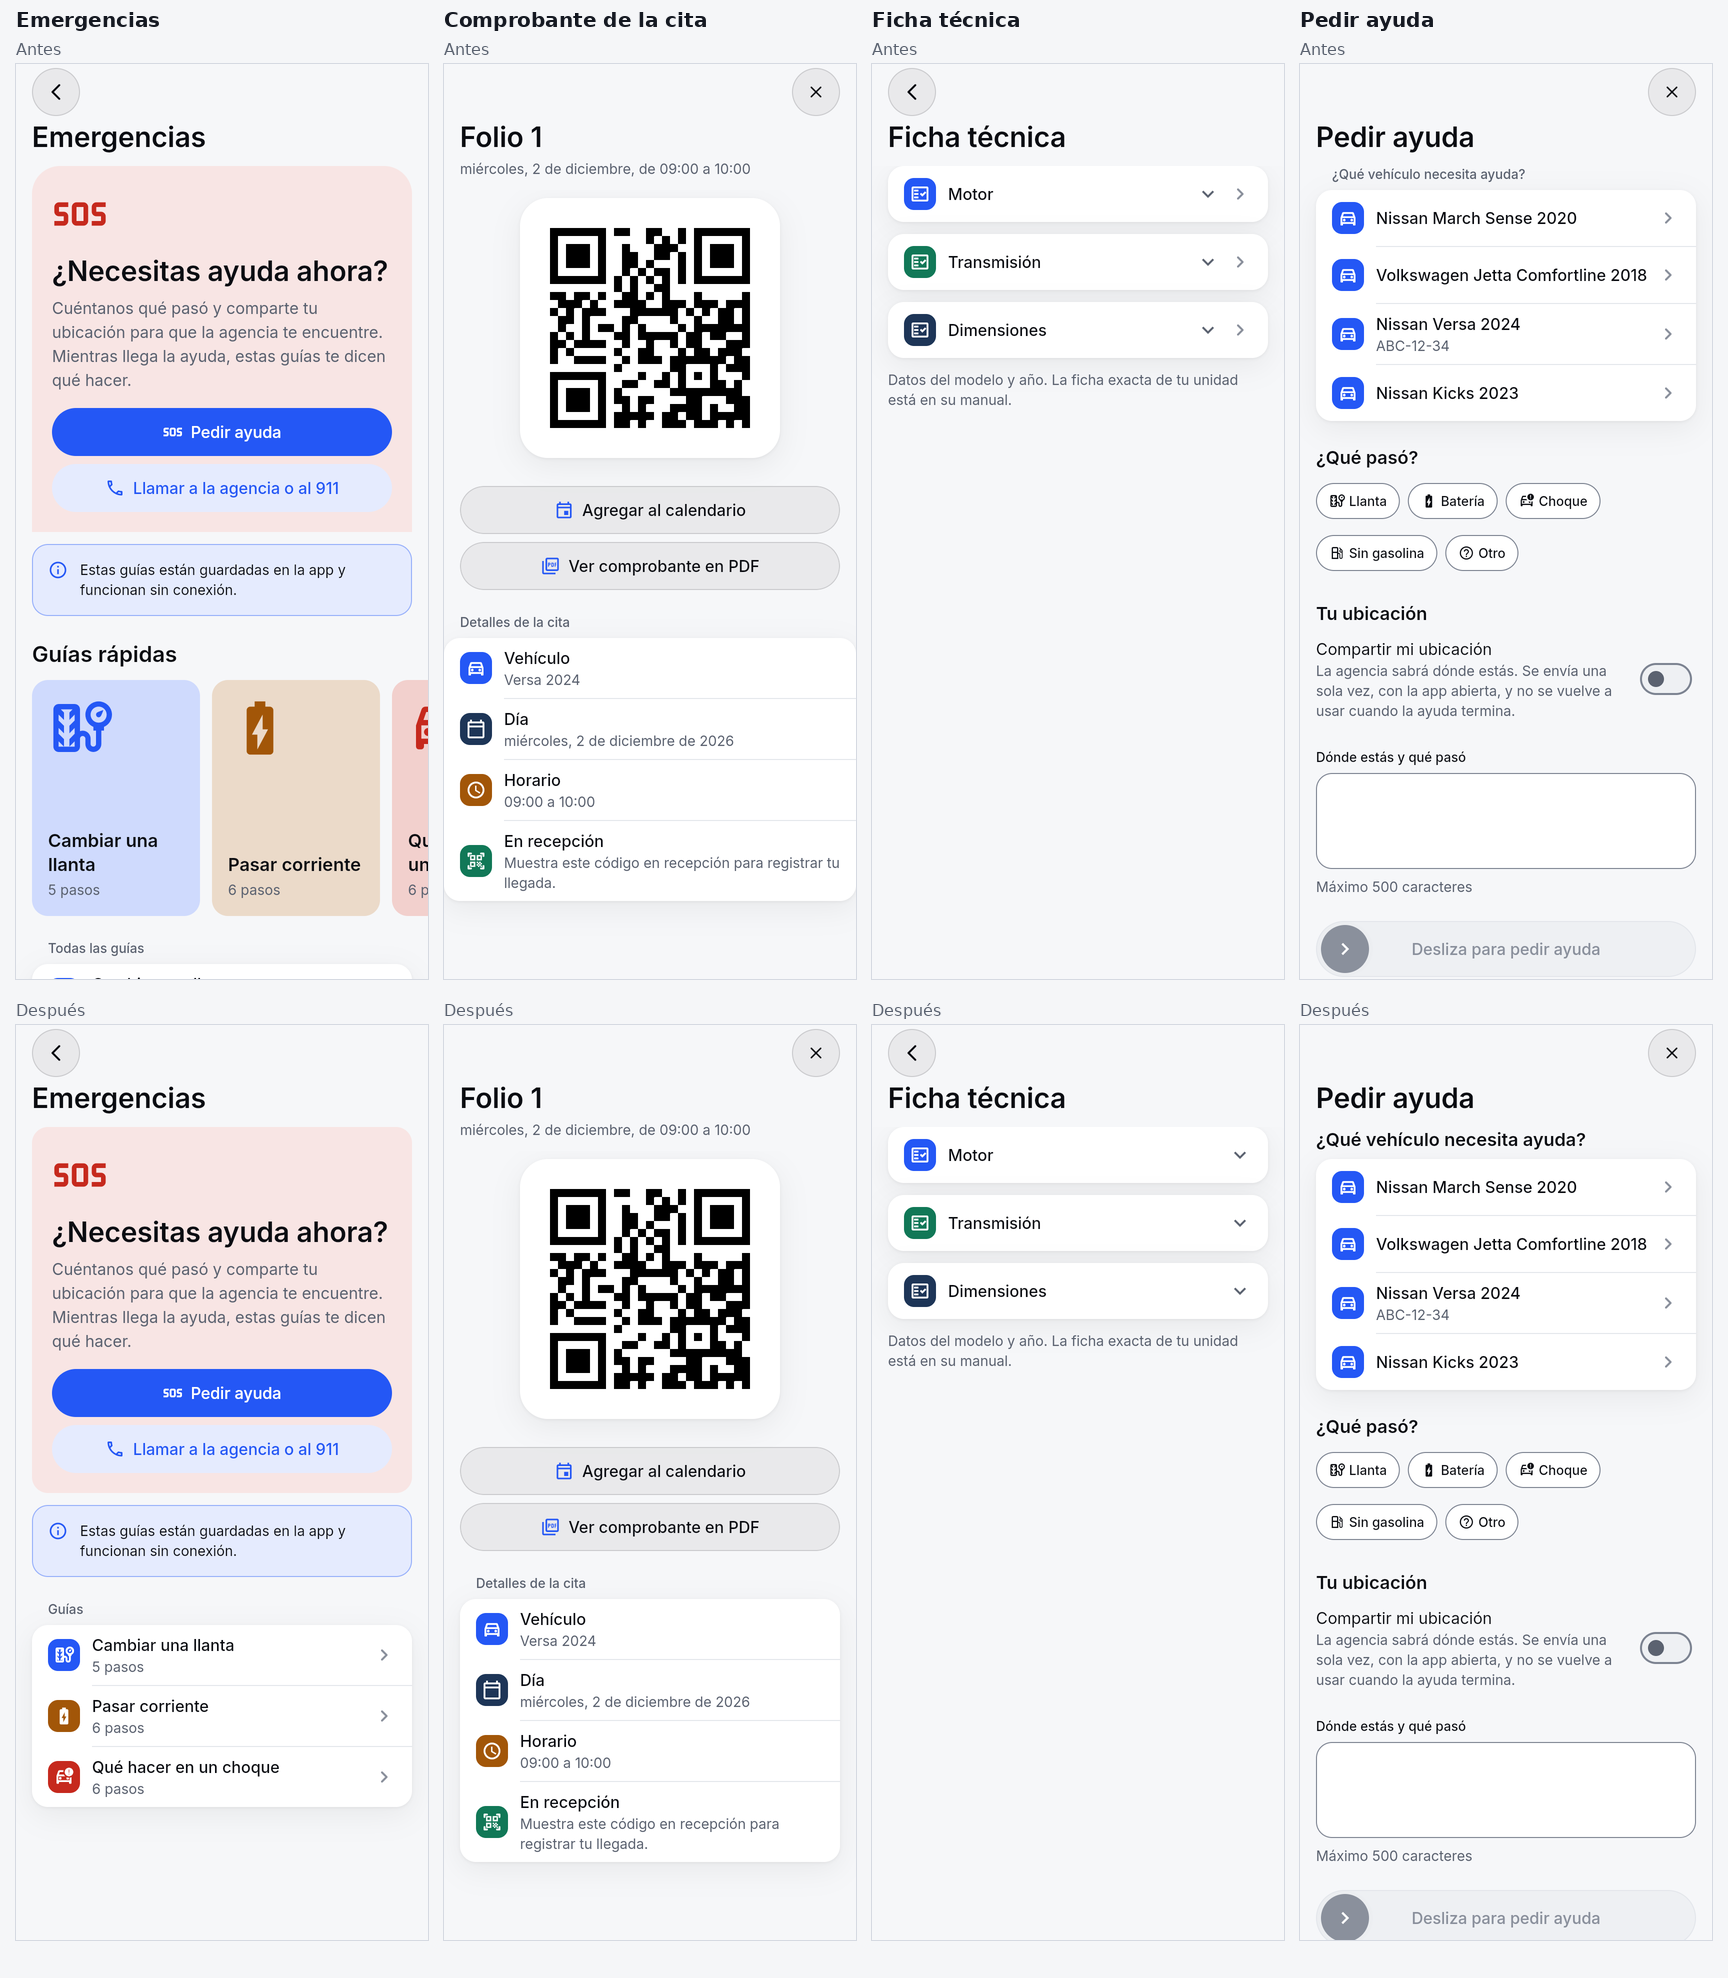 Emergencias
Antes
Emergencias
SOS
¿Necesitas ayuda ahora?
Cuéntanos qué pasó y comparte tu
ubicación para que la agencia te encuentre.
Mientras llega la ayuda, estas guías te dicen
qué hacer.
SOS Pedir ayuda
Llamar a la agencia o al 911
Estas guías están guardadas en la app y
funcionan sin conexión.
Guías rápidas
Cambiar una
llanta
5 pasos
Pasar corriente
6 pasos
Qu
un
6 p
Todas las guías
Comprobante de la cita
Antes
Folio 1
miércoles, 2 de diciembre, de 09:00 a 10:00
Agregar al calendario
PDF Ver comprobante en PDF
Detalles de la cita
Vehículo
Versa 2024
Día
miércoles, 2 de diciembre de 2026
Horario
09:00 a 10:00
En recepción
Muestra este código en recepción para registrar tu
llegada.
Ficha técnica
Antes
Ficha técnica
Motor
Transmisión
Dimensiones
Datos del modelo y año. La ficha exacta de tu unidad
está en su manual.
Pedir ayuda
Antes
Pedir ayuda
¿Qué vehículo necesita ayuda?
Nissan March Sense 2020
Volkswagen Jetta Comfortline 2018
Nissan Versa 2024
ABC-12-34
Nissan Kicks 2023
¿Qué pasó?
Llanta
Batería
Choque
Sin gasolina
Otro
Tu ubicación
Compartir mi ubicación
La agencia sabrá dónde estás. Se envía una
sola vez, con la app abierta, y no se vuelve a
usar cuando la ayuda termina.
Dónde estás y qué pasó
Máximo 500 caracteres
Desliza para pedir ayuda
Después
Emergencias
SOS
¿Necesitas ayuda ahora?
Cuéntanos qué pasó y comparte tu
ubicación para que la agencia te encuentre.
Mientras llega la ayuda, estas guías te dicen
qué hacer.
SOS Pedir ayuda
Llamar a la agencia o al 911
Estas guías están guardadas en la app y
funcionan sin conexión.
Guías
Cambiar una llanta
5 pasos
Pasar corriente
6 pasos
Qué hacer en un choque
6 pasos
Después
Folio 1
miércoles, 2 de diciembre, de 09:00 a 10:00
Agregar al calendario
PDF Ver comprobante en PDF
Detalles de la cita
Vehículo
Versa 2024
Día
miércoles, 2 de diciembre de 2026
Horario
09:00 a 10:00
En recepción
Muestra este código en recepción para
registrar tu llegada.
Después
Ficha técnica
Motor
Transmisión
Dimensiones
Datos del modelo y año. La ficha exacta de tu unidad
está en su manual.
Después
Pedir ayuda
¿Qué vehículo necesita ayuda?
Nissan March Sense 2020
Volkswagen Jetta Comfortline 2018
Nissan Versa 2024
ABC-12-34
Nissan Kicks 2023
¿Qué pasó?
Llanta
Batería
Choque
Sin gasolina
Otro
Tu ubicación
Compartir mi ubicación
La agencia sabrá dónde estás. Se envía una
sola vez, con la app abierta, y no se vuelve a
usar cuando la ayuda termina.
Dónde estás y qué pasó
Máximo 500 caracteres
Desliza para pedir ayuda